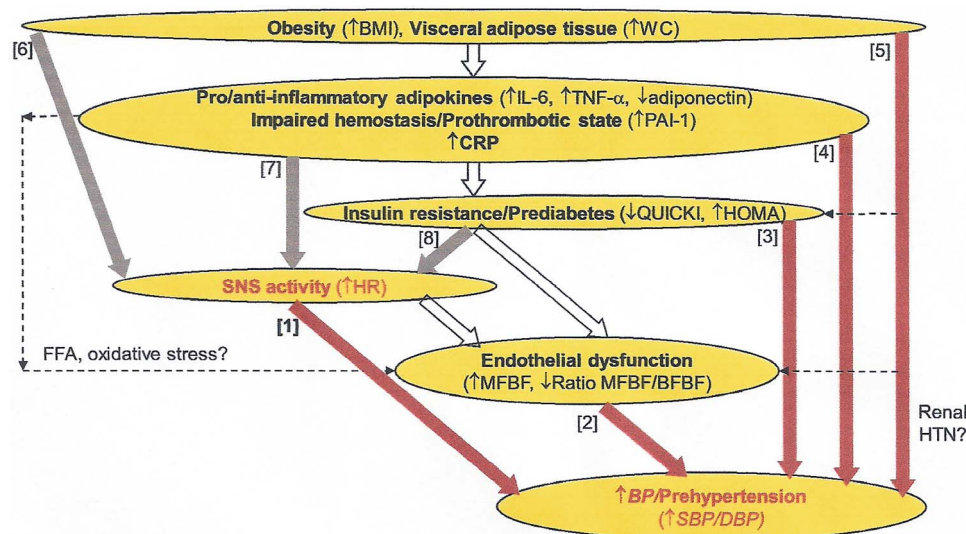 Obesity (↑BMI), Visceral adipose tissue (↑WC)
[6]
[5]
Pro/anti-inflammatory adipokines (↑IL-6, ↑TNF-α, ↓adiponectin)
Impaired hemostasis/Prothrombotic state (↑PAI-1)
↑CRP
[7]
[4]
Insulin resistance/Prediabetes (↓QUICKI, ↑HOMA)
[8]
[3]
SNS activity (↑HR)
[1]
FFA, oxidative stress?
Endothelial dysfunction
(↑MFBF, ↓Ratio MFBF/BFBF)
[2]
Renal
HTN?
↑BP/Prehypertension
(↑SBP/DBP)